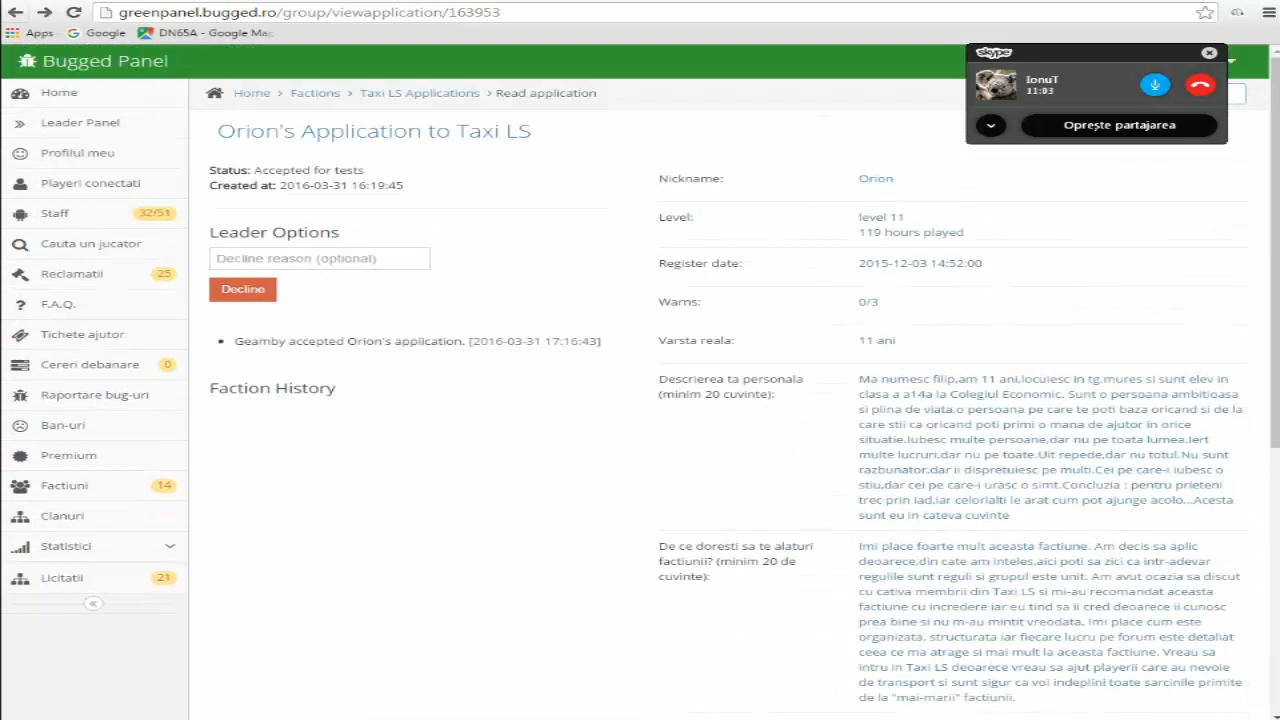 greenpanel.bugged.ro/group/viewapplication/163953
Apps
Google
DN65A - Google Ma
Bugged Panel
skype
IonuT
11:03
Oprește partajarea
Home
Leader Panel
Profilul meu
Playeri conectati
Staff 32/51
Cauta un jucator
Reclamatii 25
F.A.Q.
Tichete ajutor
Cereri debanare 0
Raportare bug-uri
Ban-uri
Premium
Factiuni 14
Clanuri
Statistici
Licitatii 21
Home > Factions > Taxi LS Applications > Read application
Orion's Application to Taxi LS
Status: Accepted for tests
Created at: 2016-03-31 16:19:45
Leader Options
Decline reason (optional)
Decline
Geamby accepted Orion's application. [2016-03-31 17:16:43]
Faction History
Nickname: Orion
Level: level 11
119 hours played
Register date: 2015-12-03 14:52:00
Warns: 0/3
Varsta reala: 11 ani
Descrierea ta personala
(minim 20 cuvinte):
Ma numesc filip,am 11 ani,locuiesc in tg.mures si sunt elev in
clasa a a14a la Colegiul Economic. Sunt o persoana ambitioasa
si plina de viata,o persoana pe care te poti baza oricand si de la
care stii ca oricand poti primi o mana de ajutor in orice
situatie.Iubesc multe persoane,dar nu pe toata lumea.Iert
multe lucruri,dar nu pe toate.Uit repede,dar nu totul.Nu sunt
razbunator,dar ii dispretuiesc pe multi.Cei pe care-i iubesc o
stiu,dar cei pe care-i urasc o simt.Concluzia : pentru prieteni
trec prin iad,iar celorlalti le arat cum pot ajunge acolo...Acesta
sunt eu in cateva cuvinte
De ce doresti sa te alaturi
factiunii? (minim 20 de
cuvinte):
Imi place foarte mult aceasta factiune. Am decis sa aplic
deoarece,din cate am inteles,aici poti sa zici ca intr-adevar
regulile sunt reguli si grupul este unit. Am avut ocazia sa discut
cu cativa membrii din Taxi LS si mi-au recomandat aceasta
factiune cu incredere iar eu tind sa ii cred deoarece ii cunosc
prea bine si nu m-au mintit vreodata. Imi place cum este
organizata, structurata iar fiecare lucru pe forum este detaliat
ceea ce ma atrage si mai mult la aceasta factiune. Vreau sa
intru in Taxi LS deoarece vreau sa ajut playerii care au nevoie
de transport si sunt sigur ca voi indeplini toate sarcinile primite
de la "mai-marii" factiunii.